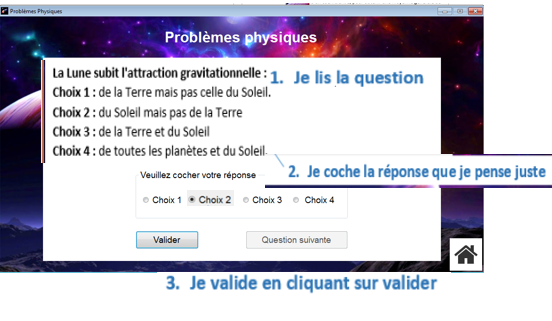 Problèmes Physiques
Problèmes physiques
La Lune subit l'attraction gravitationnelle :
1. Je lis la question
Choix 1 : de la Terre mais pas celle du Soleil.
Choix 2 : du Soleil mais pas de la Terre
Choix 3 : de la Terre et du Soleil
Choix 4 : de toutes les planètes et du Soleil.
2. Je coche la réponse que je pense juste
Veuillez cocher votre réponse
Choix 1 Choix 2 Choix 3 Choix 4
Valider Question suivante
3. Je valide en cliquant sur valider